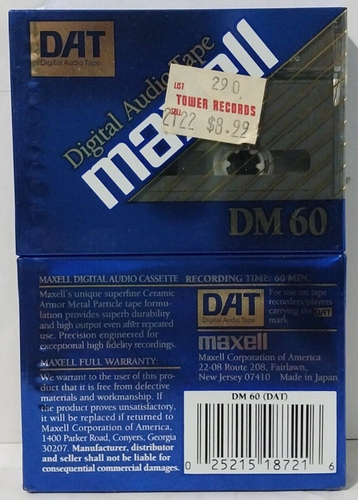 DAT
Digital Audio Tape
Digital Audio Tape
maxell
LIST 290
TOWER RECORDS
SELL
2122 $8.99
DM 60
MAXELL DIGITAL AUDIO CASSETTE RECORDING TIME: 60 MIN.
Maxell's unique superfine Ceramic
Armor Metal Particle tape formu-
lation provides superb durability
and high output even after repeated
use. Precision engineered for
exceptional high fidelity recordings.
MAXELL FULL WARRANTY:
We warrant to the user of this pro-
duct that it is free from defective
materials and workmanship. If
the product proves unsatisfactory,
it will be replaced if returned to
Maxell Corporation of America,
1400 Parker Road, Conyers, Georgia
30207. Manufacturer, distributor
and seller shall not be liable for
consequential commercial damages.
DAT
Digital Audio Tape
For use on tape
recorders/players
carrying the DAT
mark.
maxell
Maxell Corporation of America
22-08 Route 208, Fairlawn,
New Jersey 07410 Made in Japan
DM 60 (DAT)
0 25215 18721 6